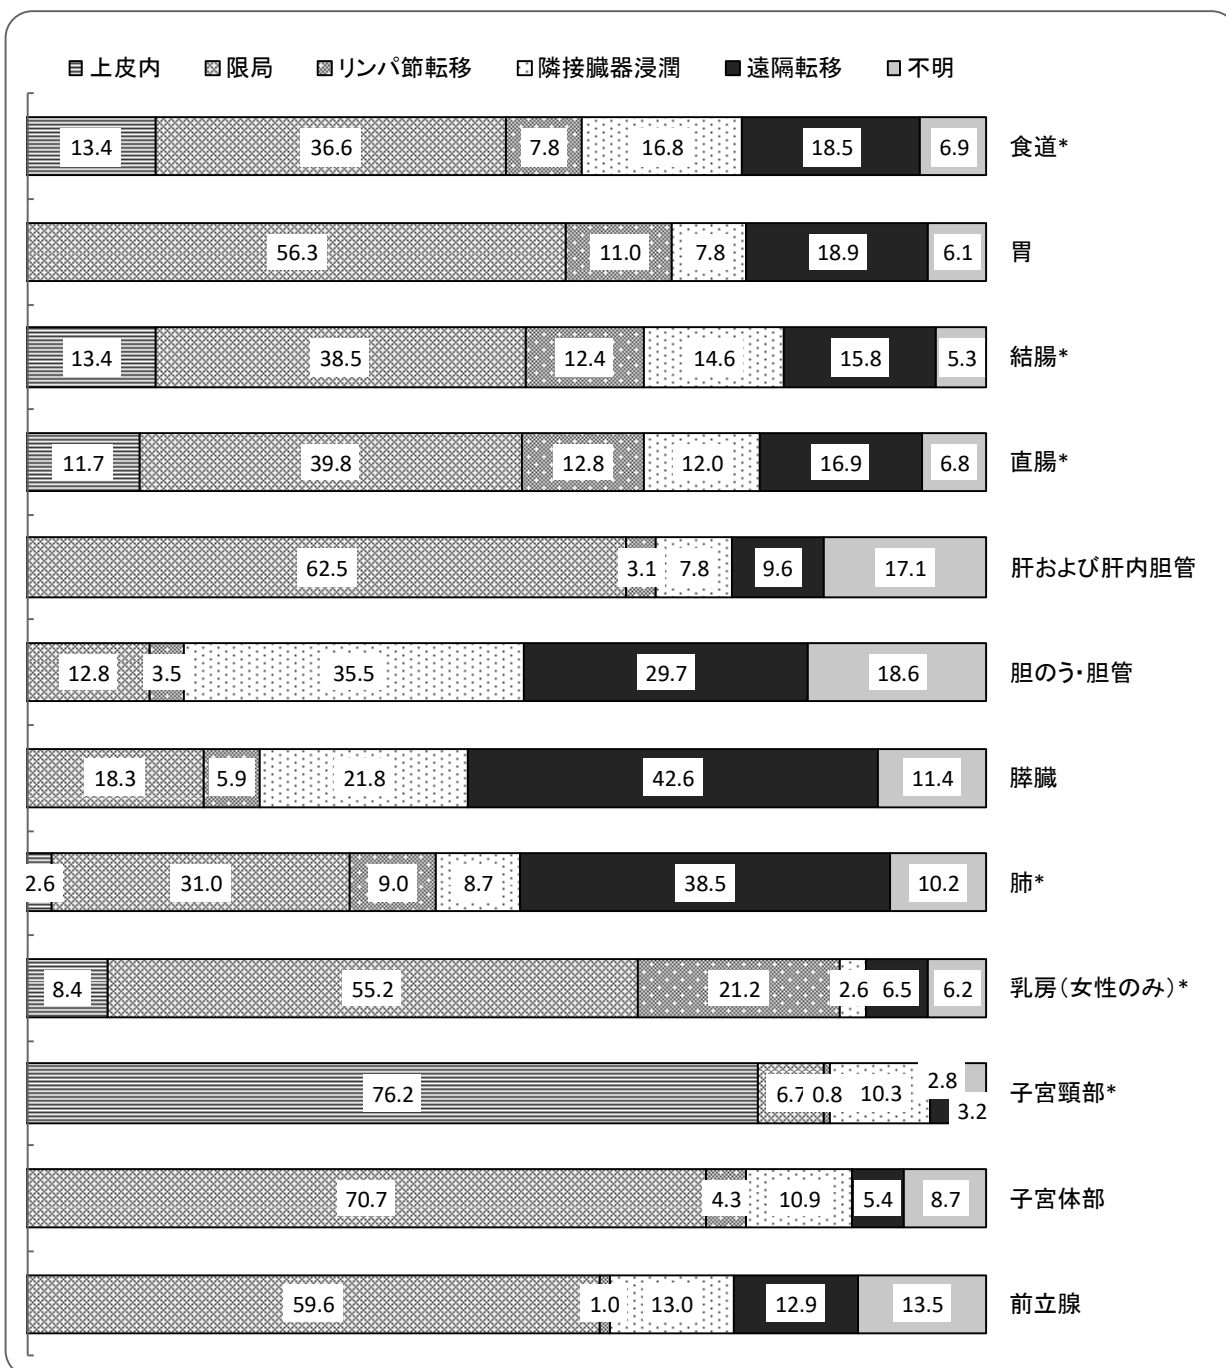 上皮内 限局 リンパ節転移 隣接臓器浸潤 遠隔転移 不明
13.4 36.6 7.8 16.8 18.5 6.9 食道*
56.3 11.0 7.8 18.9 6.1 胃
13.4 38.5 12.4 14.6 15.8 5.3 結腸*
11.7 39.8 12.8 12.0 16.9 6.8 直腸*
62.5 3.1 7.8 9.6 17.1 肝および肝内胆管
12.8 3.5 35.5 29.7 18.6 胆のう・胆管
18.3 5.9 21.8 42.6 11.4 膵臓
2.6 31.0 9.0 8.7 38.5 10.2 肺*
8.4 55.2 21.2 2.6 6.5 6.2 乳房（女性のみ）*
76.2 6.7 0.8 10.3 2.8 3.2 子宮頸部*
70.7 4.3 10.9 5.4 8.7 子宮体部
59.6 1.0 13.0 12.9 13.5 前立腺